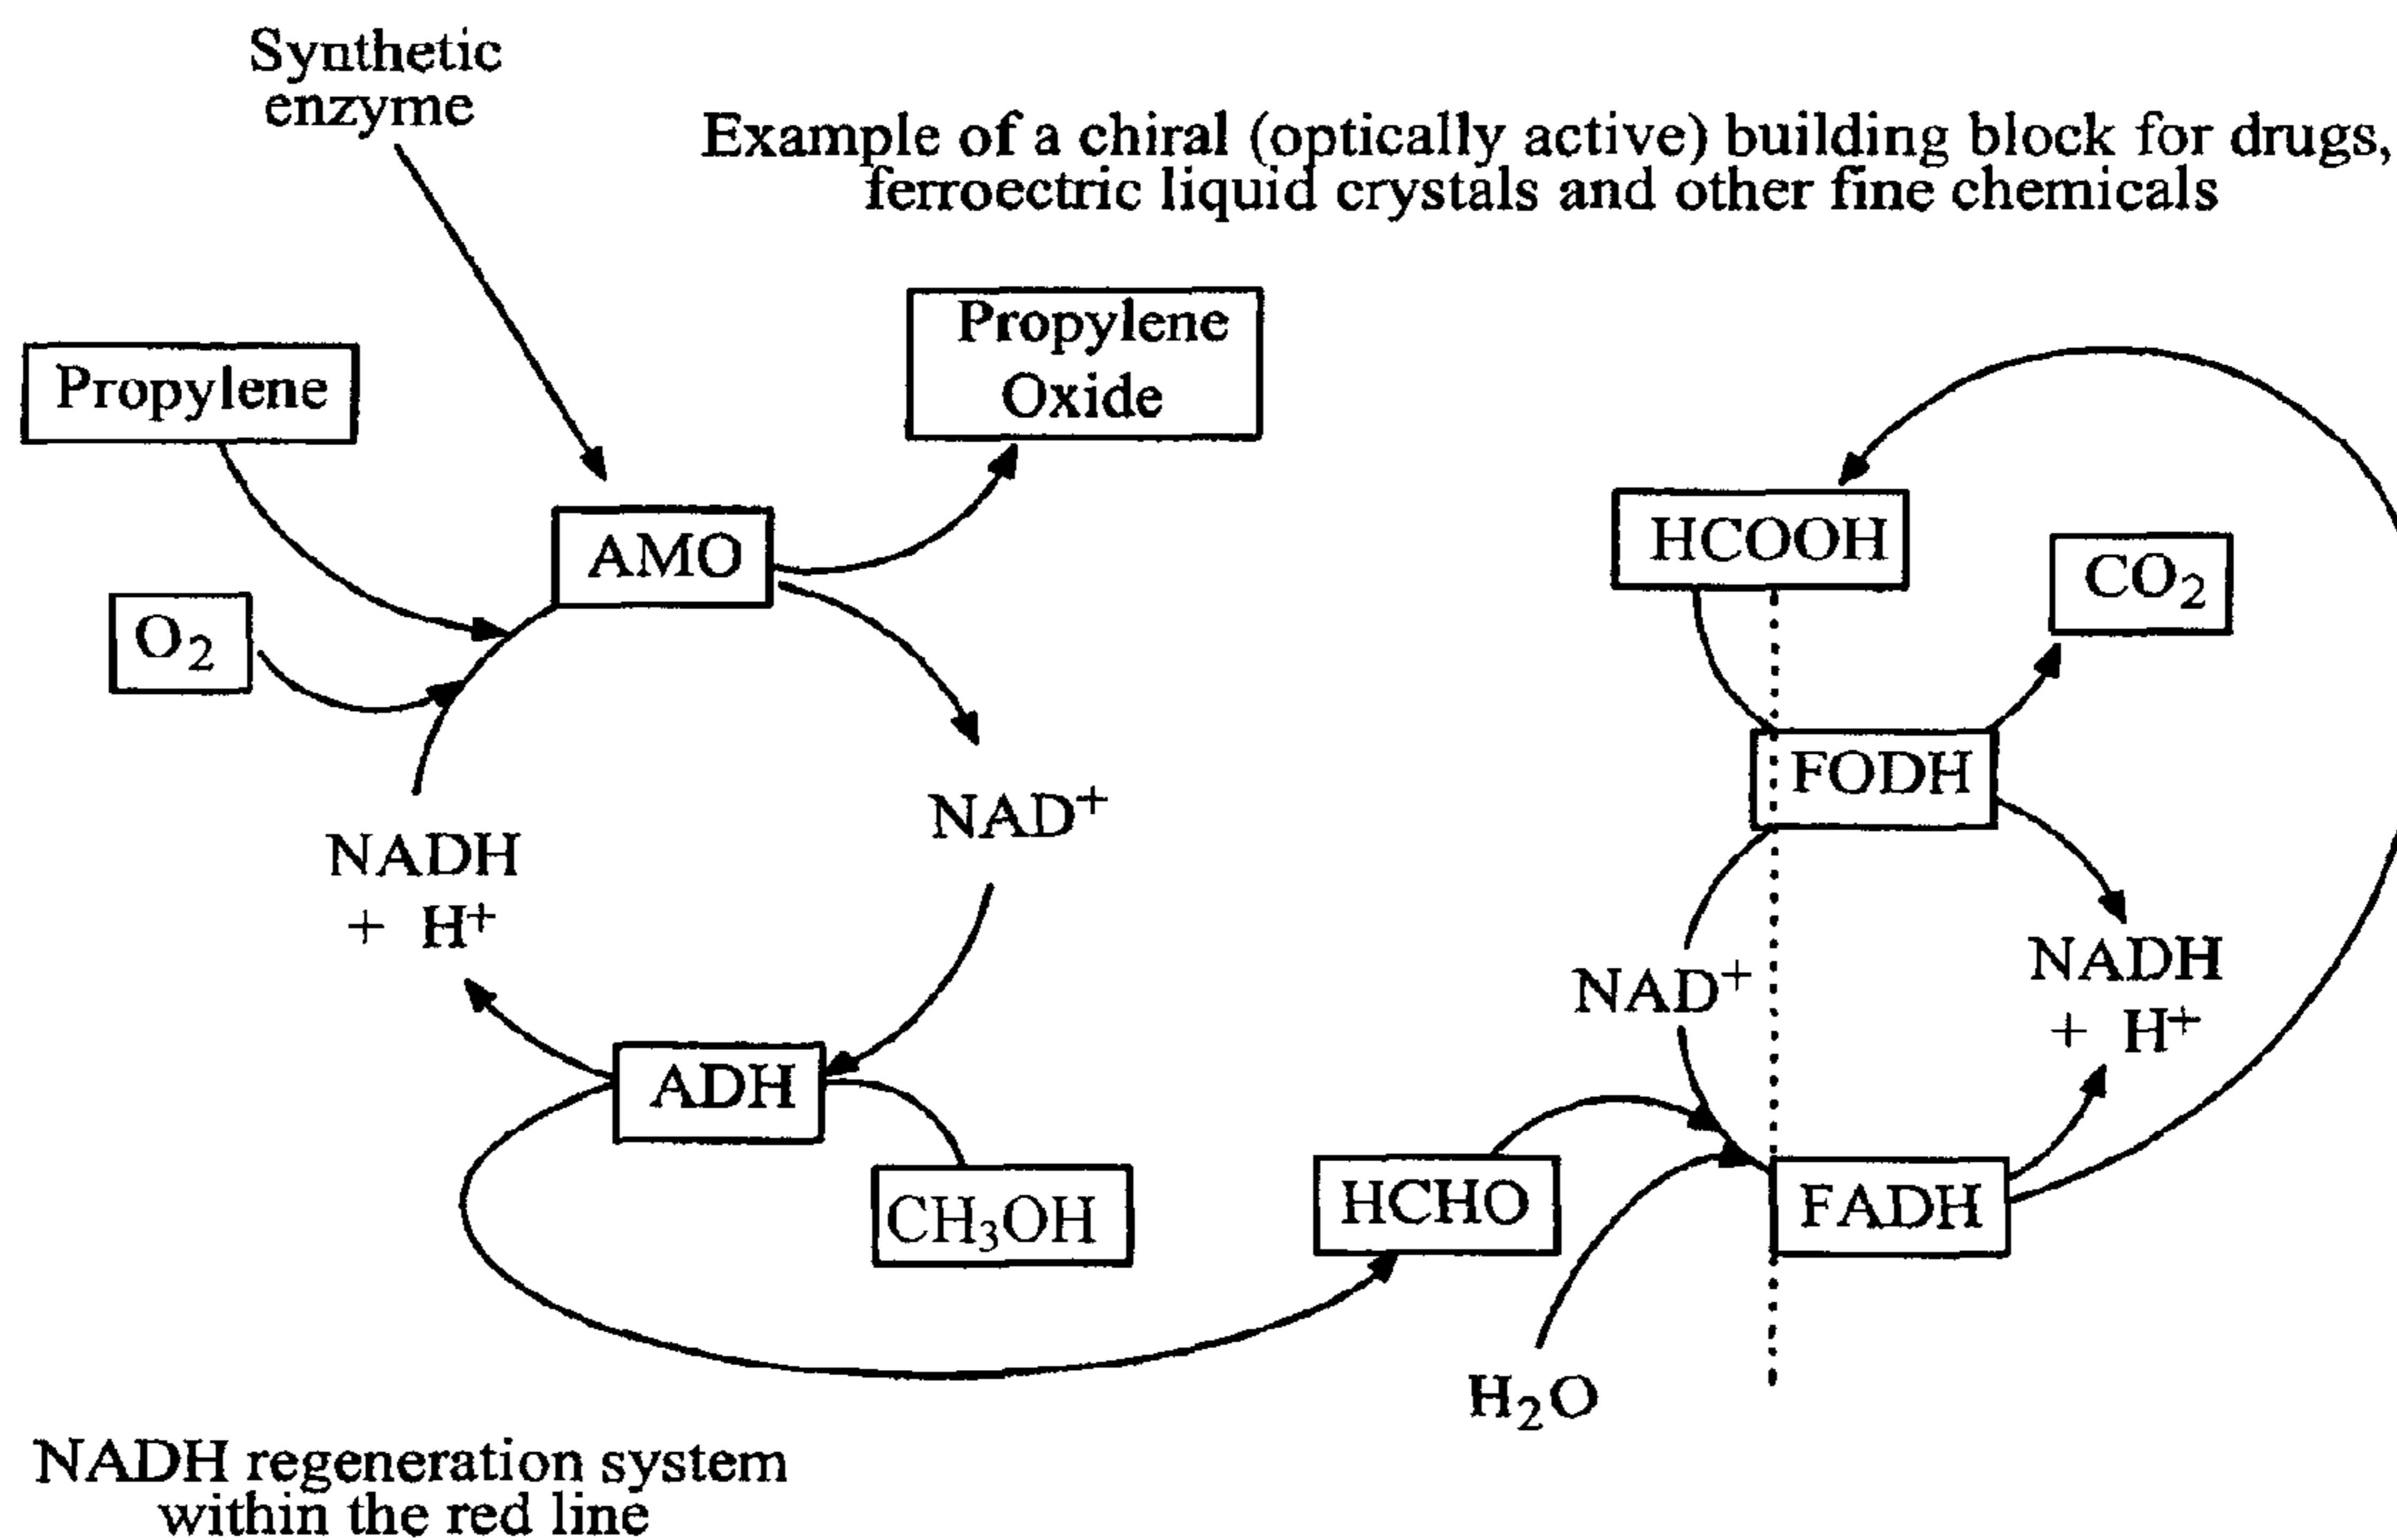 Synthetic
enzyme
Example of a chiral (optically active) building block for drugs,
ferroectric liquid crystals and other fine chemicals
Propylene
Oxide
Propylene
AMO
HCOOH
CO2
O2
FODH
NAD+
NADH
+ H+
NADH
+ H+
NAD+
ADH
CH3OH
HCHO
FADH
H2O
NADH regeneration system
within the red line